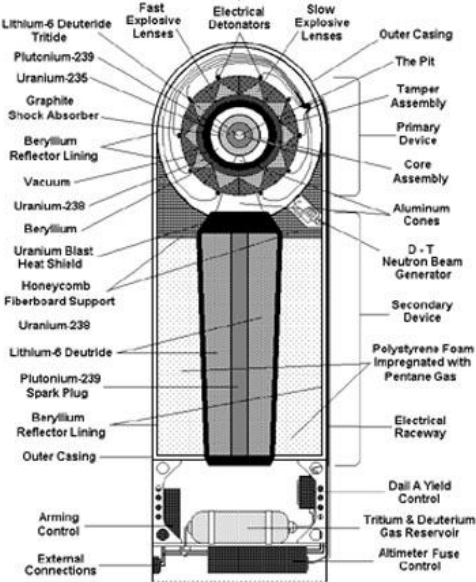 Lithium-6 Deuteride
Tritide
Plutonium-239
Uranium-235
Graphite
Shock Absorber
Beryllium
Reflector Lining
Vacuum
Uranium-238
Beryllium
Uranium Blast
Heat Shield
Honeycomb
Fiberboard Support
Uranium-238
Lithium-6 Deutride
Plutonium-239
Spark Plug
Beryllium
Reflector Lining
Outer Casing
Arming
Control
External
Connections
Fast
Explosive
Lenses
Electrical
Detonators
Slow
Explosive
Lenses
Outer Casing
The Pit
Tamper
Assembly
Primary
Device
Core
Assembly
Aluminum
Cones
D - T
Neutron Beam
Generator
Secondary
Device
Polystyrene Foam
Impregnated with
Pentane Gas
Electrical
Raceway
Dail A Yield
Control
Tritium & Deuterium
Gas Reservoir
Altimeter Fuse
Control